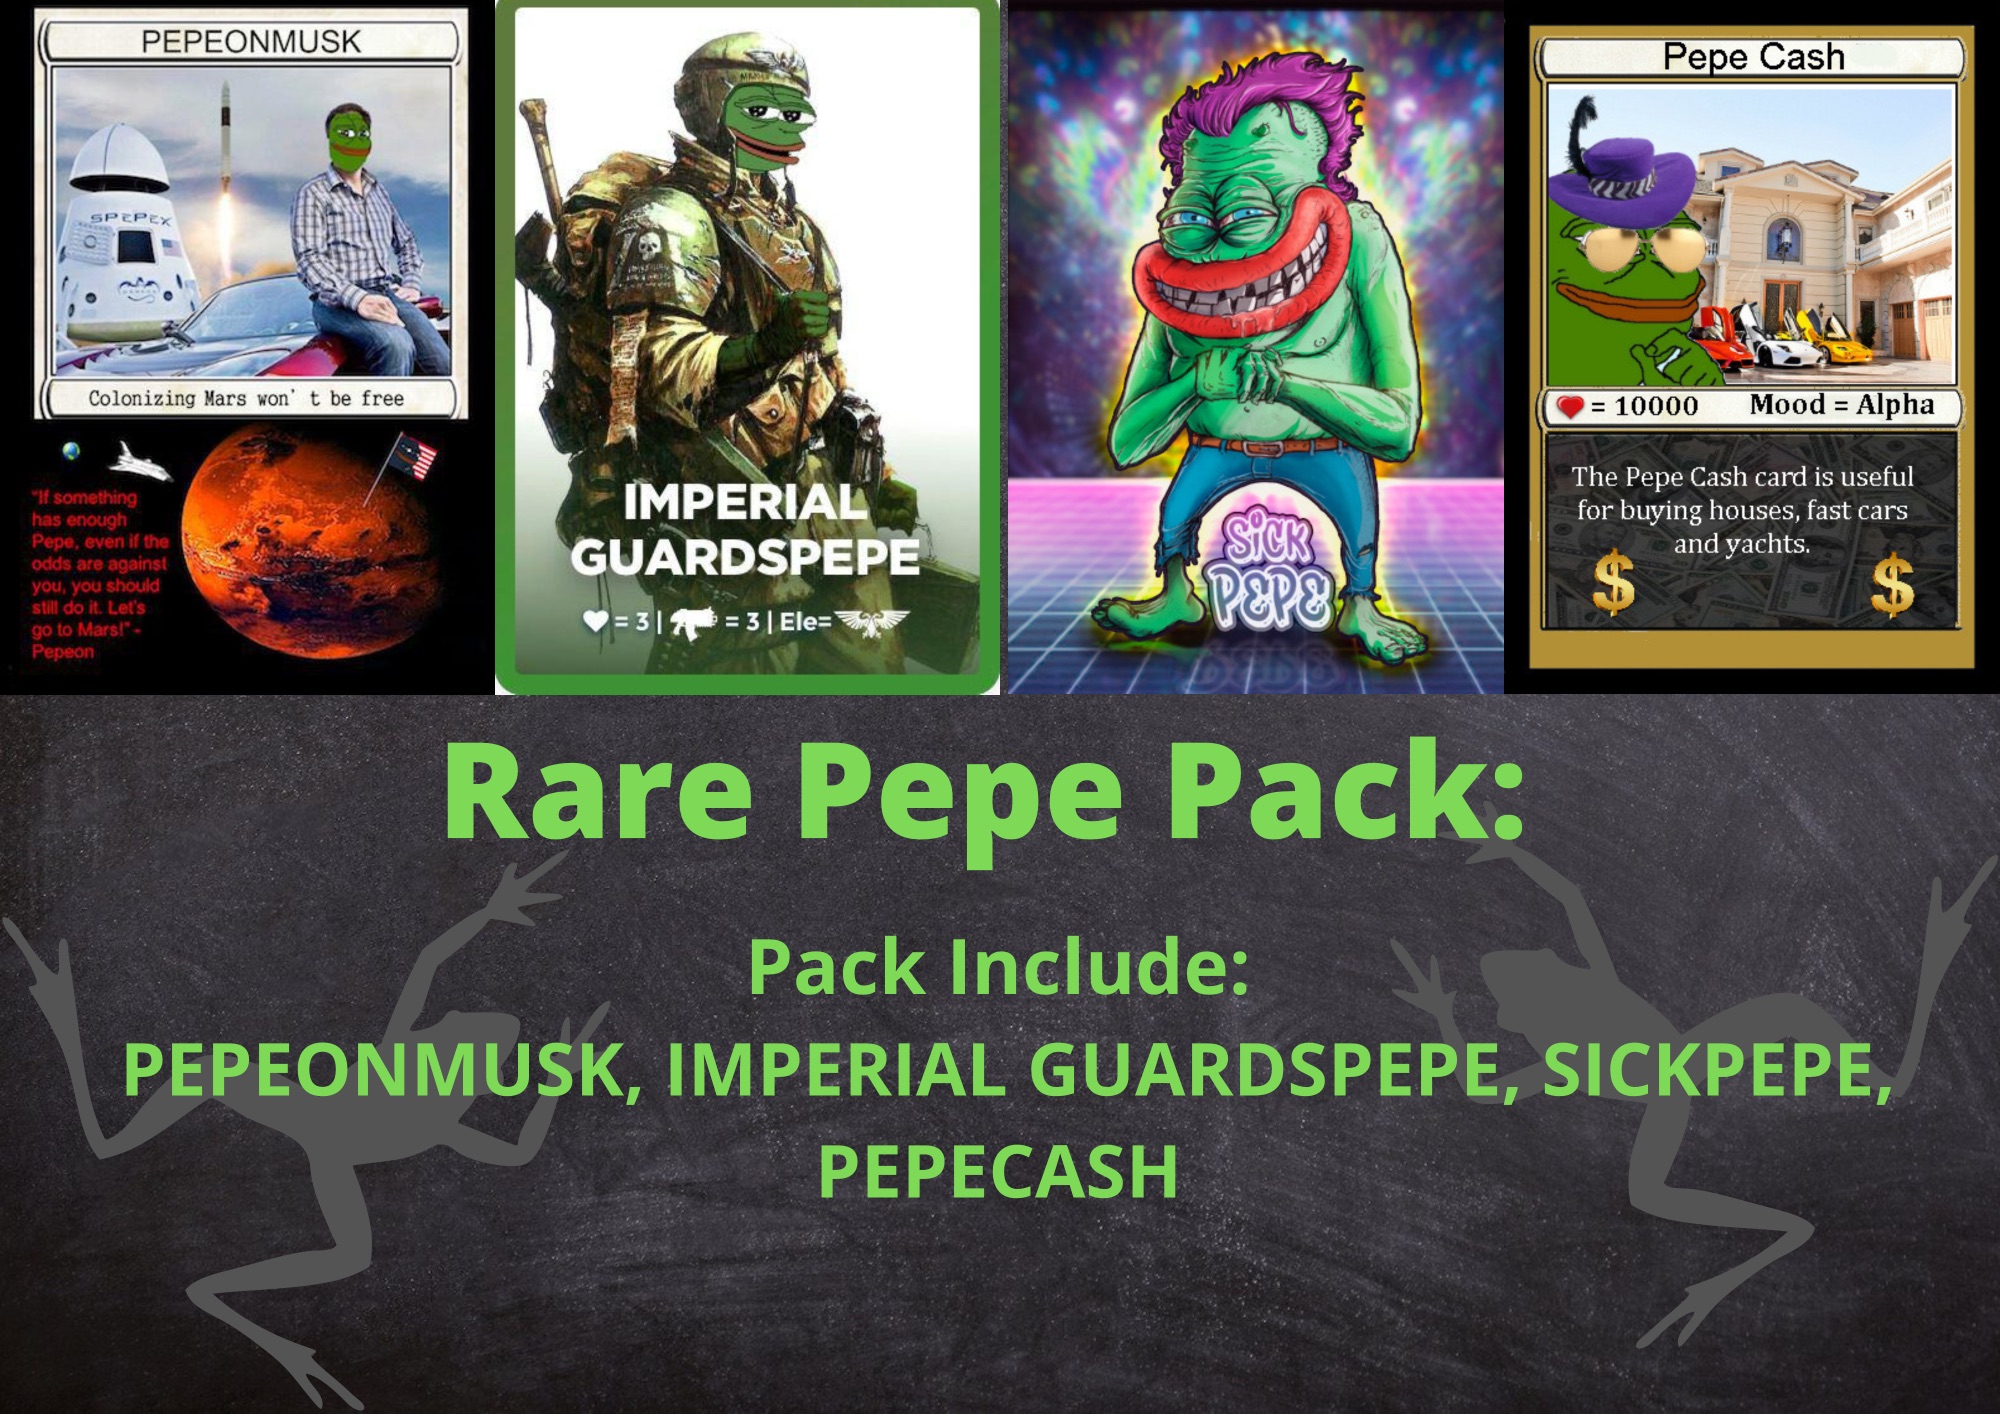 PEPEONMUSK
SPEPEX
Colonizing Mars won't be free
"If something
has enough
Pepe, even if the
odds are against
you, you should
still do it. Let's
go to Mars!" -
Pepeon
IMPERIAL
GUARDSPEPE
= 3 | = 3 | Ele=
SICK
PEPE
Pepe Cash
= 10000 Mood = Alpha
The Pepe Cash card is useful
for buying houses, fast cars
and yachts.
$ $
Rare Pepe Pack:
Pack Include:
PEPEONMUSK, IMPERIAL GUARDSPEPE, SICKPEPE,
PEPECASH